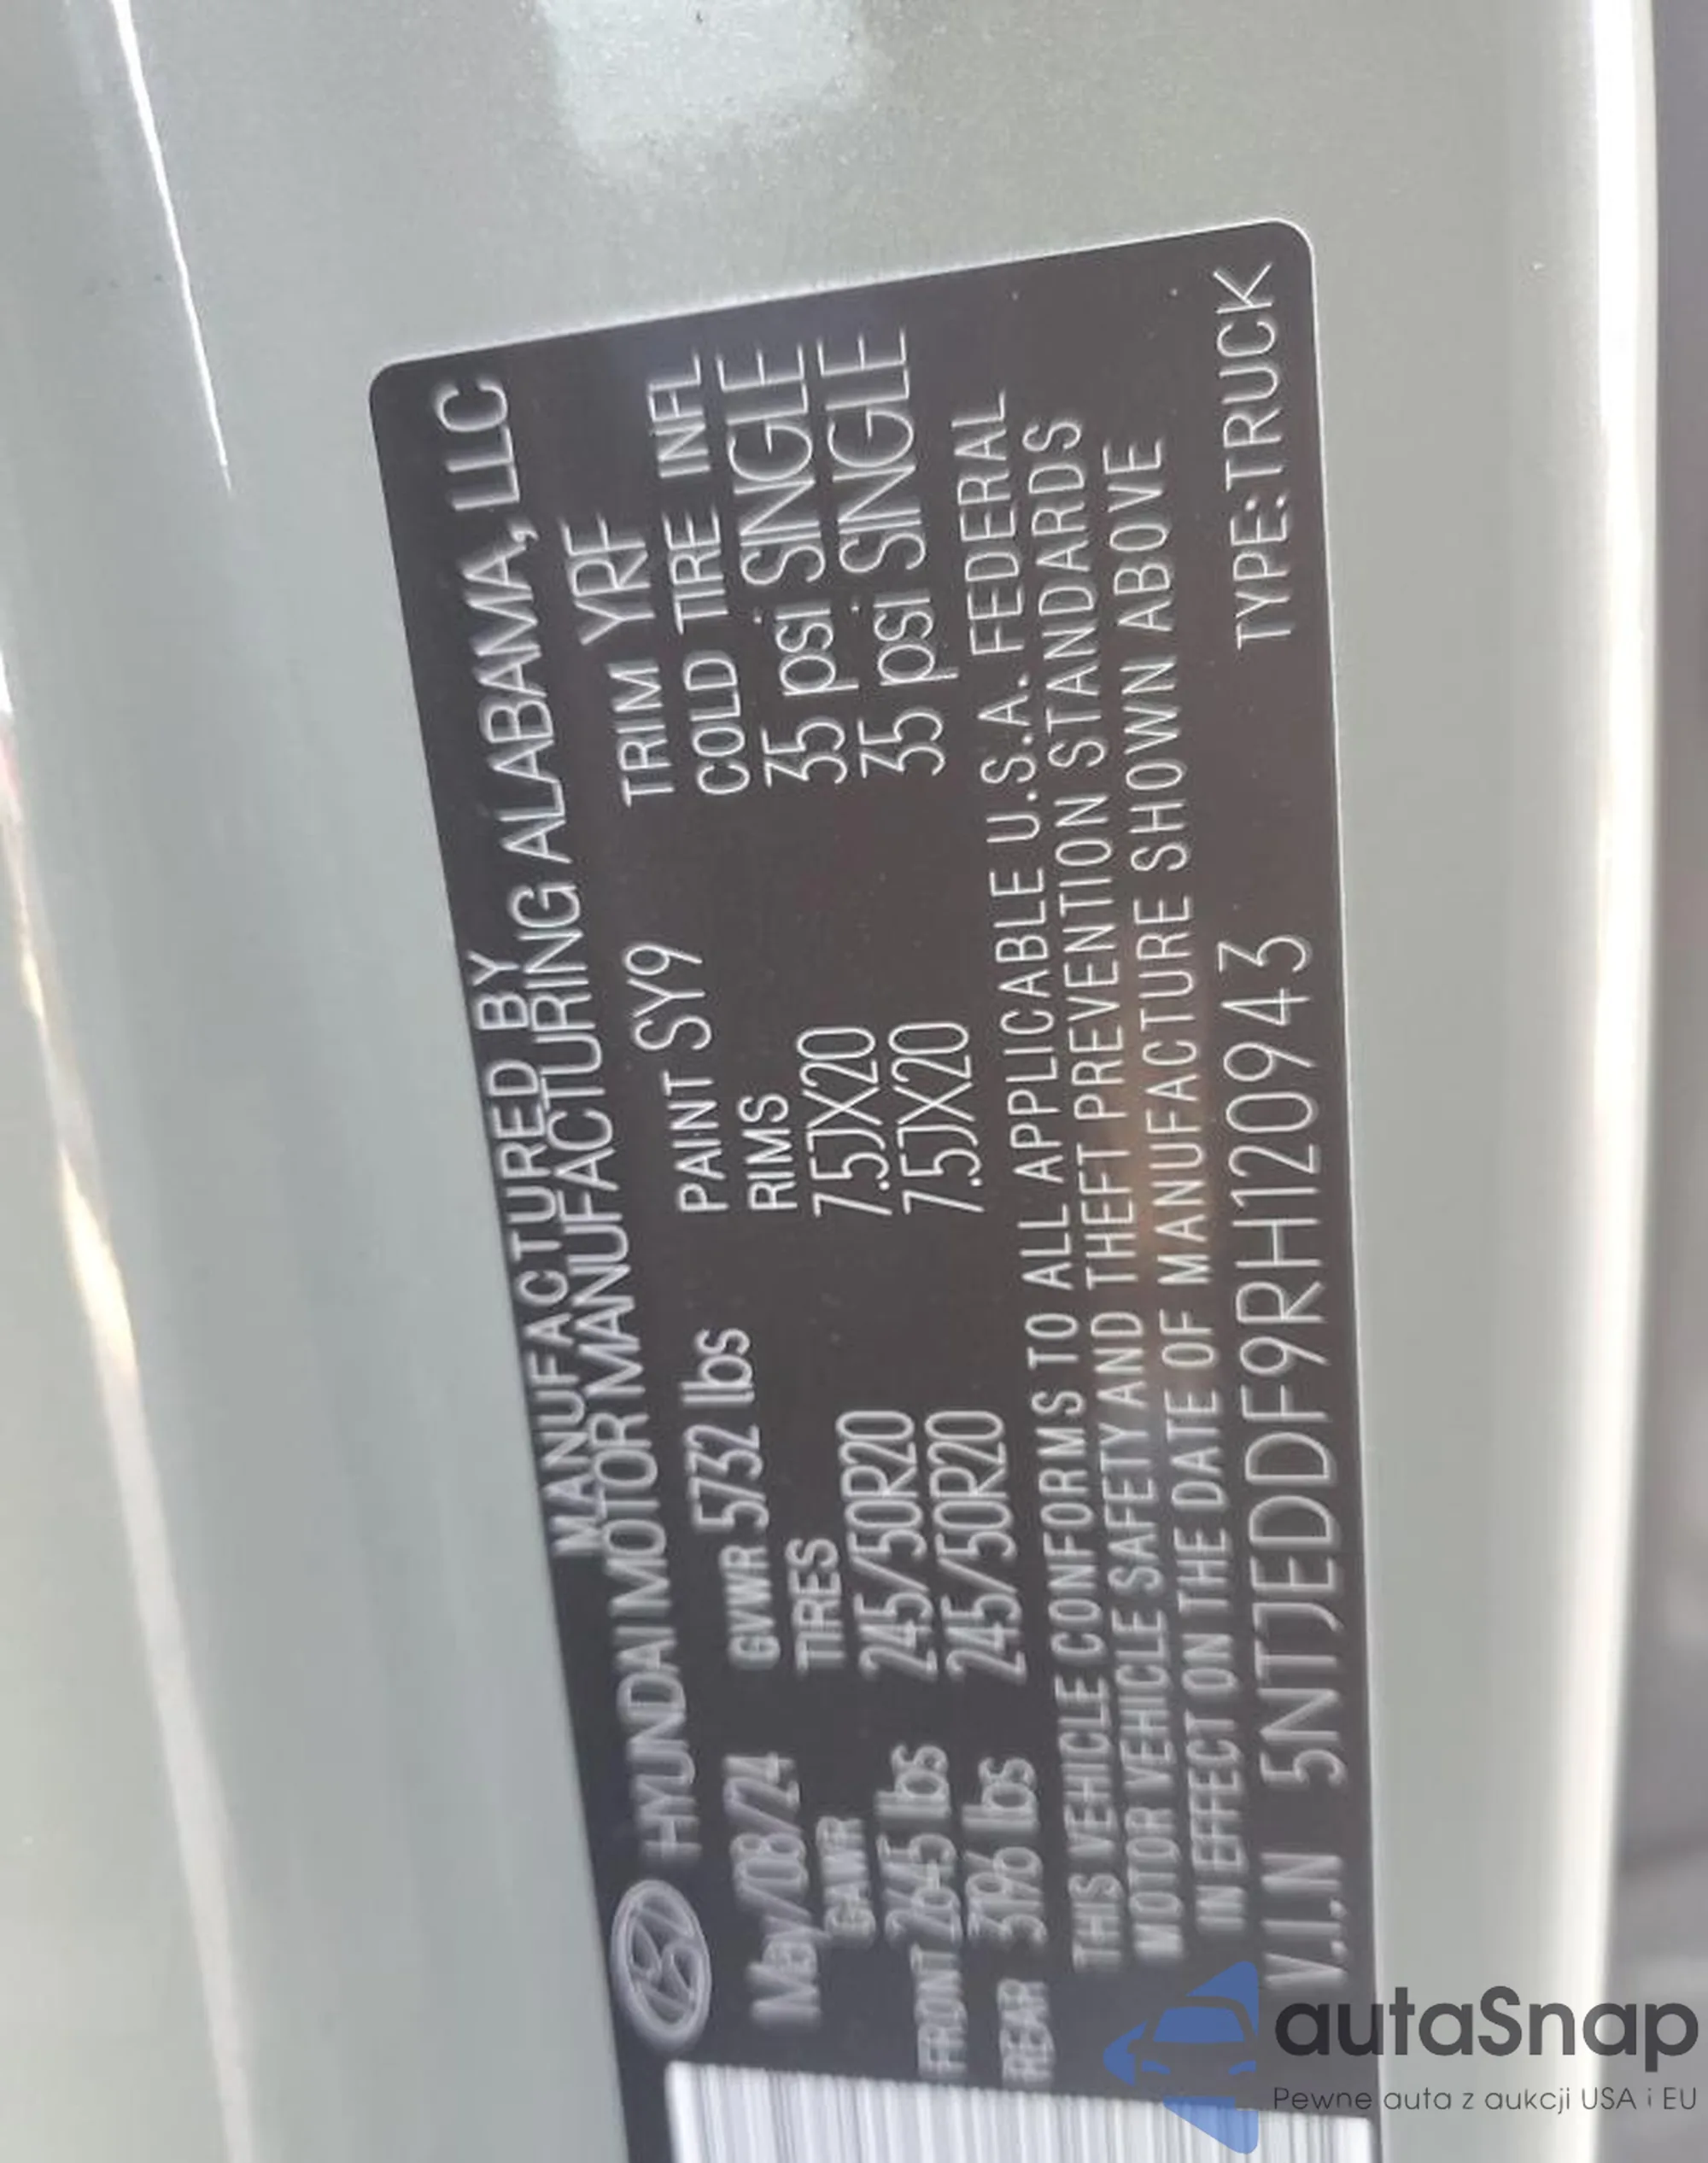 MANUFACTURED BY
HYUNDAI MOTOR MANUFACTURING ALABAMA, LLC
May/08/24 GVWR 5732 lbs PAINT SY9 TRIM YRF
GAWR TIRES RIMS COLD TIRE INFL
FRONT 2645 lbs 245/50R20 7.5JX20 35 psi SINGLE
REAR 3196 lbs 245/50R20 7.5JX20 35 psi SINGLE
THIS VEHICLE CONFORMS TO ALL APPLICABLE U.S.A. FEDERAL
MOTOR VEHICLE SAFETY AND THEFT PREVENTION STANDARDS
IN EFFECT ON THE DATE OF MANUFACTURE SHOWN ABOVE
V.I.N 5NTJEDDF9RH120943 TYPE:TRUCK
autaSnap
Pewne auta z aukcji USA i EU